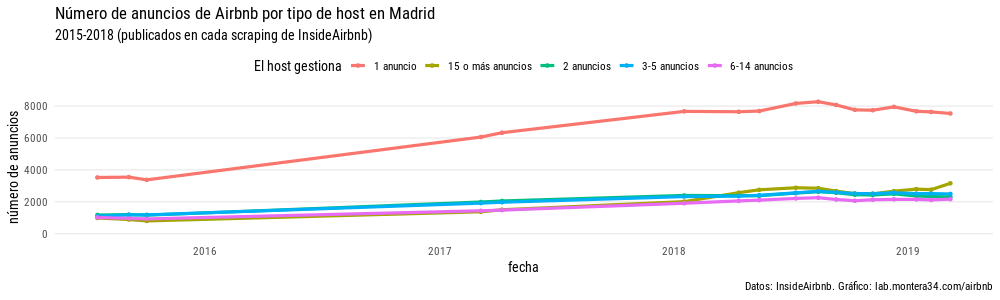 Número de anuncios de Airbnb por tipo de host en Madrid
2015-2018 (publicados en cada scraping de InsideAirbnb)
El host gestiona 1 anuncio 15 o más anuncios 2 anuncios 3-5 anuncios 6-14 anuncios
número de anuncios
8000
6000
4000
2000
0
2016 2017 2018 2019
fecha
Datos: InsideAirbnb. Gráfico: lab.montera34.com/airbnb